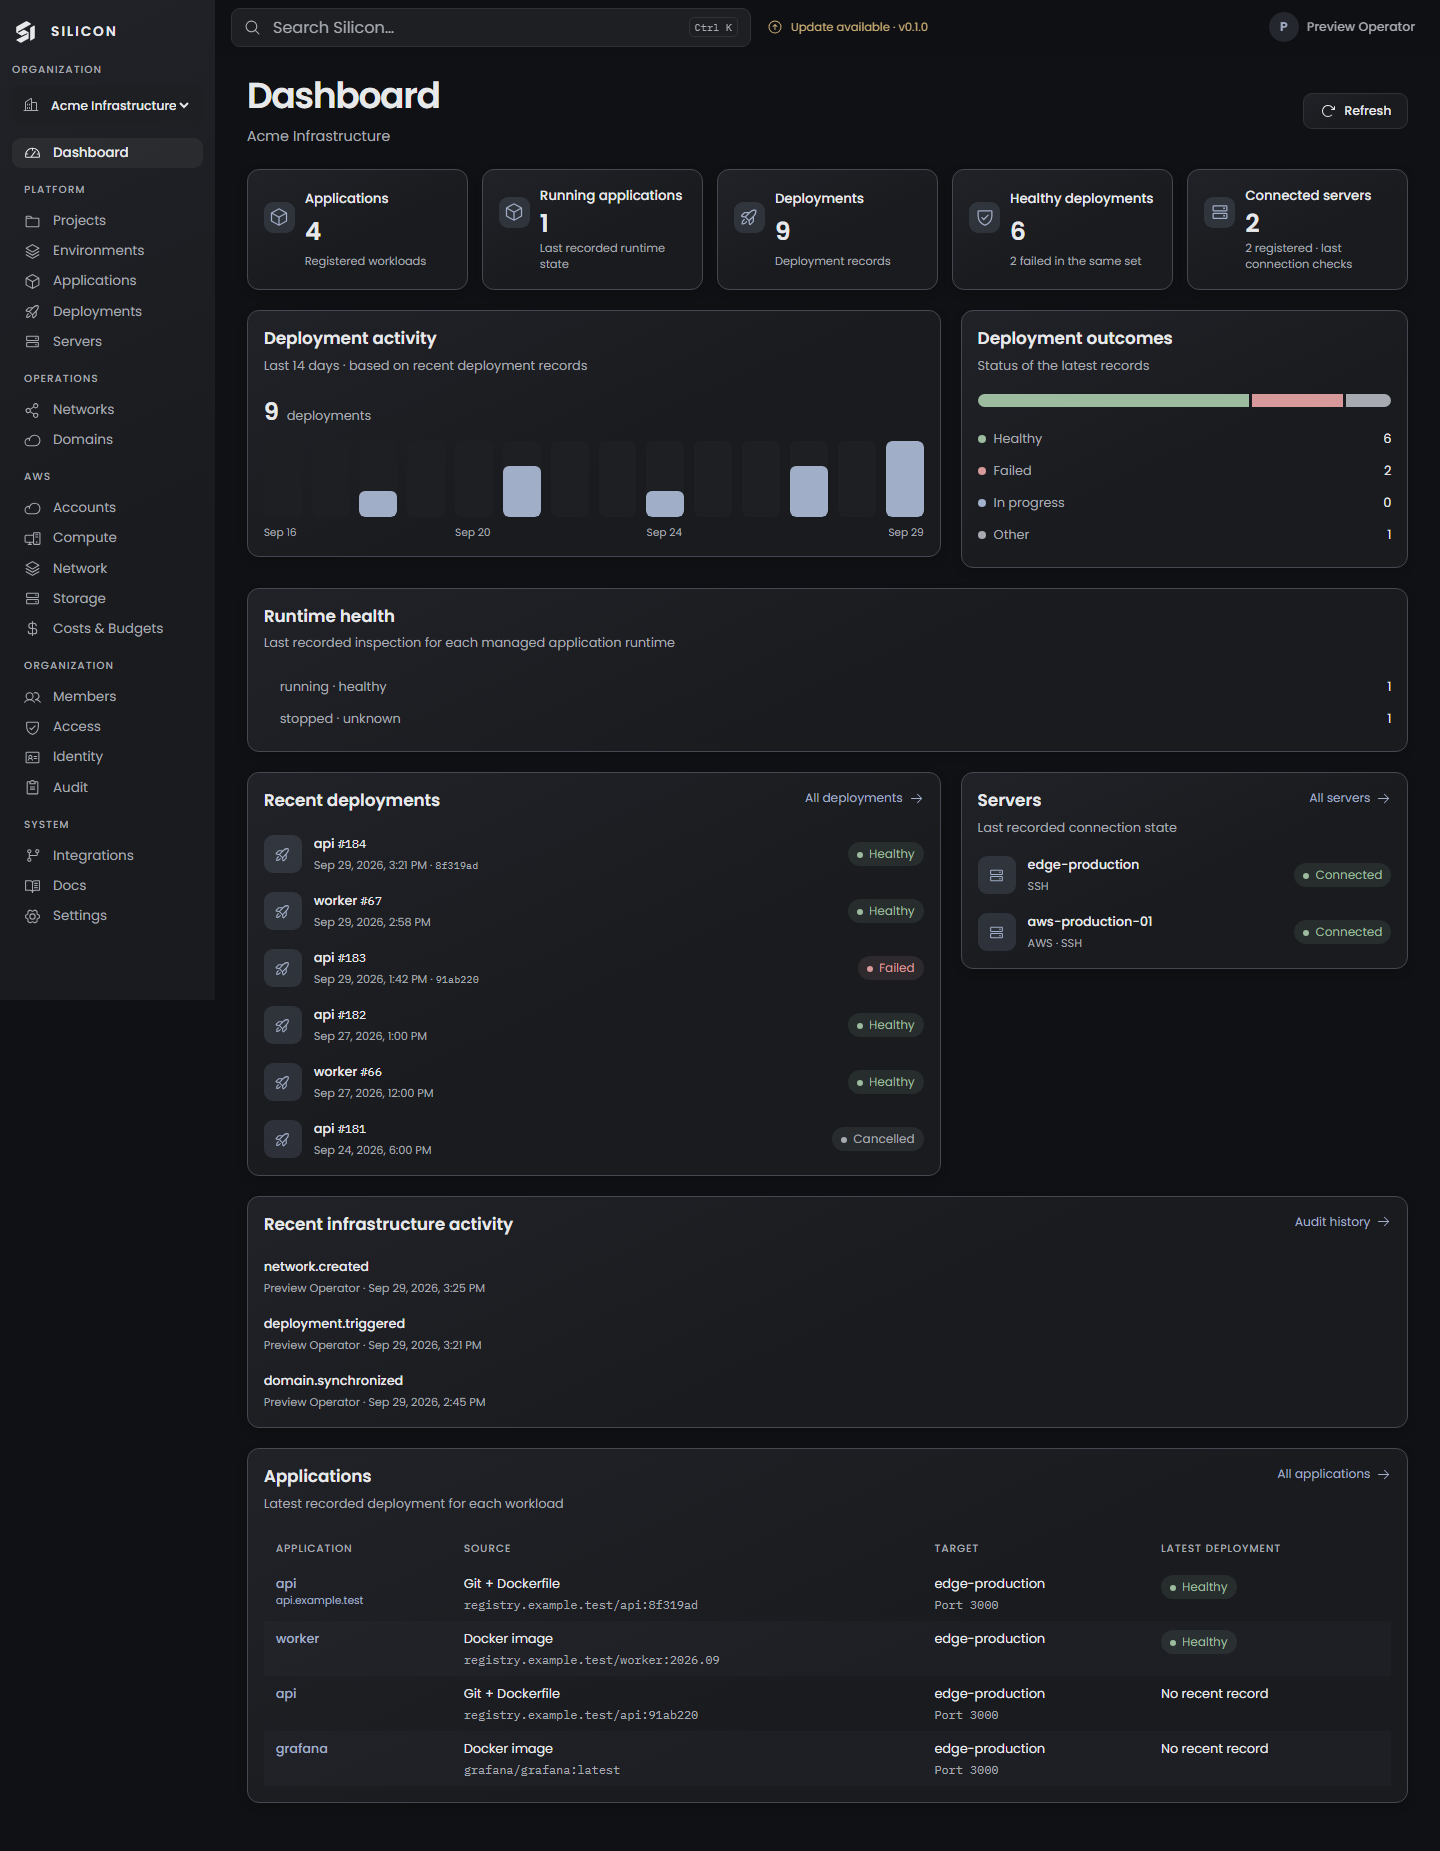 SILICON
ORGANIZATION
Acme Infrastructure
Dashboard
PLATFORM
Projects
Environments
Applications
Deployments
Servers
OPERATIONS
Networks
Domains
AWS
Accounts
Compute
Network
Storage
Costs & Budgets
ORGANIZATION
Members
Access
Identity
Audit
SYSTEM
Integrations
Docs
Settings
Search Silicon...
Ctrl K
Update available · v0.1.0
P
Preview Operator
Dashboard
Acme Infrastructure
Refresh
Applications
4
Registered workloads
Running applications
1
Last recorded runtime
state
Deployments
9
Deployment records
Healthy deployments
6
2 failed in the same set
Connected servers
2
2 registered · last
connection checks
Deployment activity
Last 14 days · based on recent deployment records
9 deployments
Sep 16 Sep 20 Sep 24 Sep 29
Deployment outcomes
Status of the latest records
Healthy 6
Failed 2
In progress 0
Other 1
Runtime health
Last recorded inspection for each managed application runtime
running · healthy 1
stopped · unknown 1
Recent deployments
All deployments →
api #184
Sep 29, 2026, 3:21 PM · 8f319ad
Healthy
worker #67
Sep 29, 2026, 2:58 PM
Healthy
api #183
Sep 29, 2026, 1:42 PM · 91ab220
Failed
api #182
Sep 27, 2026, 1:00 PM
Healthy
worker #66
Sep 27, 2026, 12:00 PM
Healthy
api #181
Sep 24, 2026, 6:00 PM
Cancelled
Servers
All servers →
Last recorded connection state
edge-production
SSH
Connected
aws-production-01
AWS · SSH
Connected
Recent infrastructure activity
Audit history →
network.created
Preview Operator · Sep 29, 2026, 3:25 PM
deployment.triggered
Preview Operator · Sep 29, 2026, 3:21 PM
domain.synchronized
Preview Operator · Sep 29, 2026, 2:45 PM
Applications
All applications →
Latest recorded deployment for each workload
APPLICATION SOURCE TARGET LATEST DEPLOYMENT
api Git + Dockerfile edge-production Healthy
api.example.test registry.example.test/api:8f319ad Port 3000
worker Docker image edge-production Healthy
registry.example.test/worker:2026.09
api Git + Dockerfile edge-production No recent record
registry.example.test/api:91ab220 Port 3000
grafana Docker image edge-production No recent record
grafana/grafana:latest Port 3000